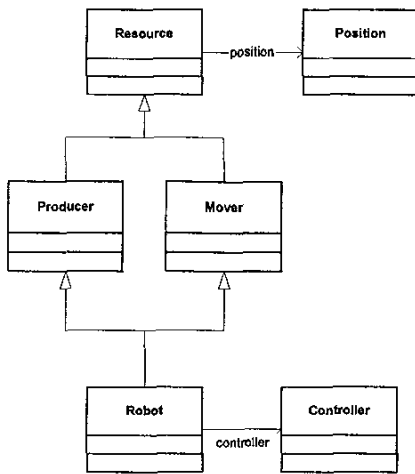 Resource
Position
position
Producer
Mover
Robot
Controller
controller